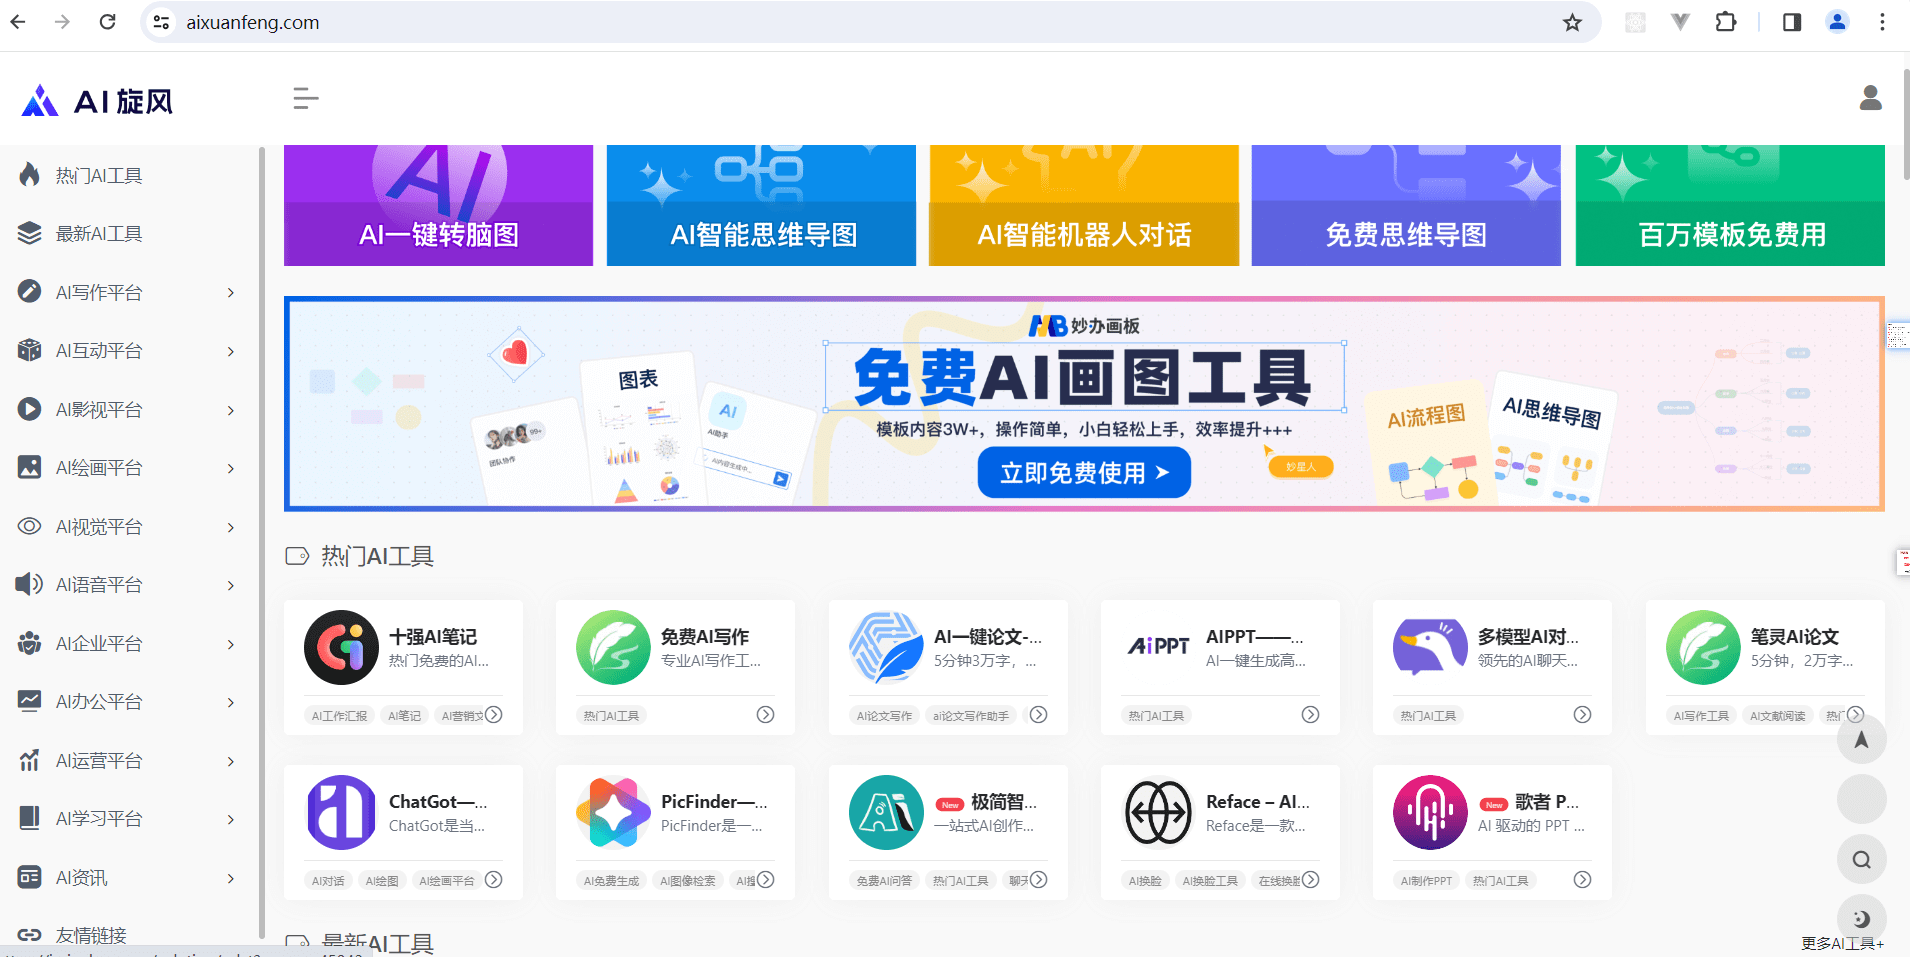 aixuanfeng.com
AI旋风
热门AI工具
最新AI工具
AI写作平台
AI互动平台
AI影视平台
AI绘画平台
AI视觉平台
AI语音平台
AI企业平台
AI办公平台
AI运营平台
AI学习平台
AI资讯
友情链接
AI一键转脑图
AI智能思维导图
AI智能机器人对话
免费思维导图
百万模板免费用
妙办画板
免费AI画图工具
模板内容3W+，操作简单，小白轻松上手，效率提升+++
立即免费使用
妙星人
99+
团队协作
图表
AI
AI助手
AI内容生成中...
AI流程图
AI思维导图
热门AI工具
十强AI笔记
热门免费的AI...
AI工作汇报 AI笔记 AI营销文
免费AI写作
专业AI写作工...
热门AI工具
AI一键论文-...
5分钟3万字，...
AI论文写作 ai论文写作助手
AiPPT
AIPPT——...
AI一键生成高...
热门AI工具
多模型AI对...
领先的AI聊天...
热门AI工具
笔灵AI论文
5分钟，2万字...
AI写作工具 AI文献阅读 热门
ChatGot—...
ChatGot是当...
AI对话 AI绘图 AI绘画平台
PicFinder—...
PicFinder是一...
AI免费生成 AI图像检索 AI搜
New 极简智...
一站式AI创作...
免费AI问答 热门AI工具 聊天
Reface – AI...
Reface是一款...
AI换脸 AI换脸工具 在线换脸
New 歌者 P...
AI 驱动的 PPT ...
AI制作PPT 热门AI工具
最新AI工具
更多AI工具+